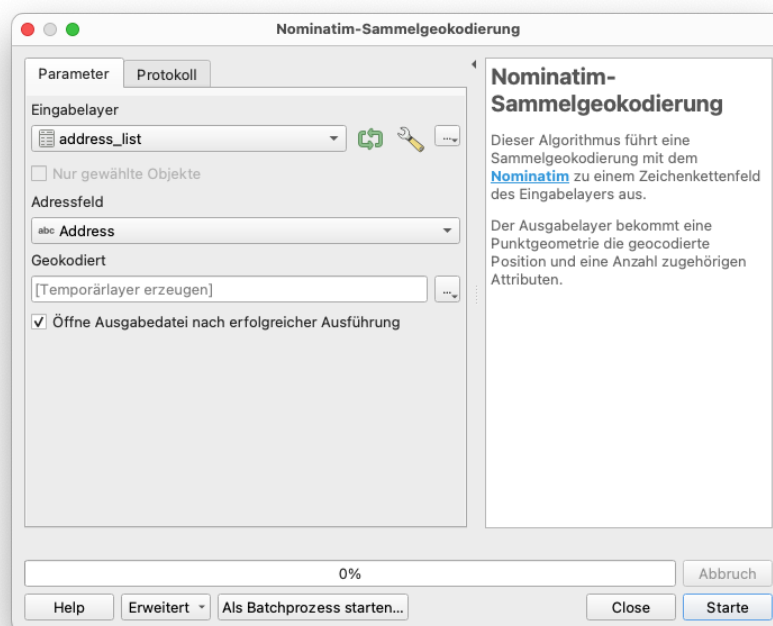 Nominatim-Sammelgeokodierung
Parameter
Protokoll
Eingabelayer
address_list
Nur gewählte Objekte
Adressfeld
abc Address
Geokodiert
[Temporärlayer erzeugen]
Öffne Ausgabedatei nach erfolgreicher Ausführung
Nominatim-
Sammelgeokodierung
Dieser Algorithmus führt eine
Sammelgeokodierung mit dem
Nominatim zu einem Zeichenkettenfeld
des Eingabelayers aus.
Der Ausgabelayer bekommt eine
Punktgeometrie die geocodierte
Position und eine Anzahl zugehörigen
Attributen.
0%
Abbruch
Help
Erweitert
Als Batchprozess starten...
Close
Starte